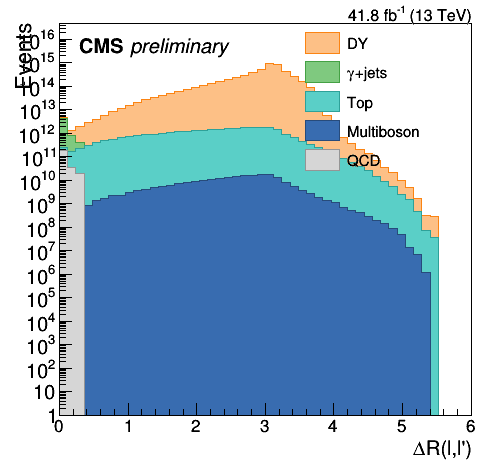 41.8 fb⁻¹ (13 TeV)
Events
CMS preliminary
DY
γ+jets
Top
Multiboson
QCD
10¹⁶
10¹⁵
10¹⁴
10¹³
10¹²
10¹¹
10¹⁰
10⁹
10⁸
10⁷
10⁶
10⁵
10⁴
10³
10²
10
1
0 1 2 3 4 5 6
ΔR(l,l')